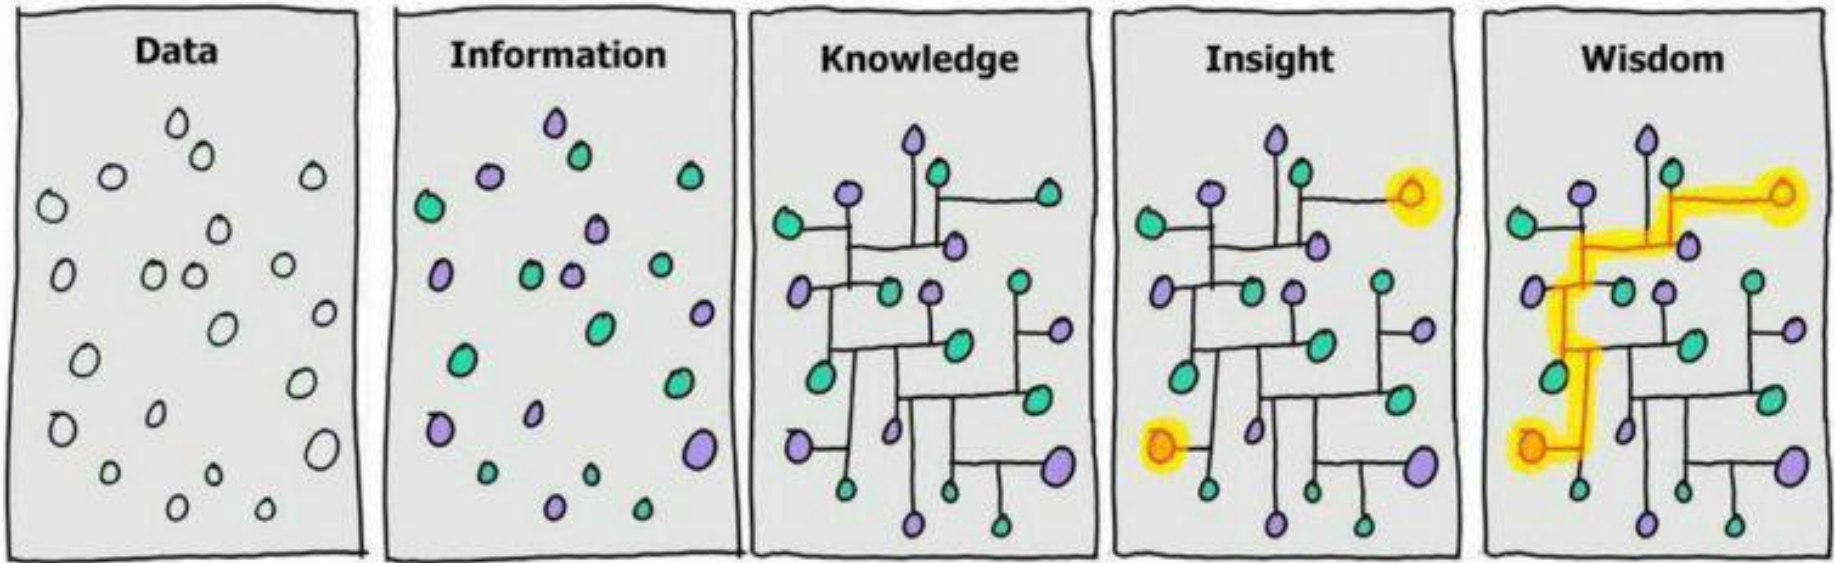 Data
Information
Knowledge
Insight
Wisdom